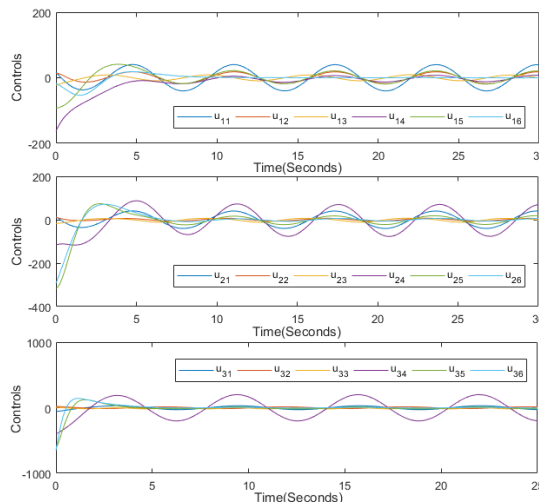 200
0
-200
Controls
u11 u12 u13 u14 u15 u16
0 5 10 15 20 25 30
Time(Seconds)
200
0
-200
-400
Controls
u21 u22 u23 u24 u25 u26
0 5 10 15 20 25 30
Time(Seconds)
1000
0
-1000
Controls
u31 u32 u33 u34 u35 u36
0 5 10 15 20 25
Time(Seconds)